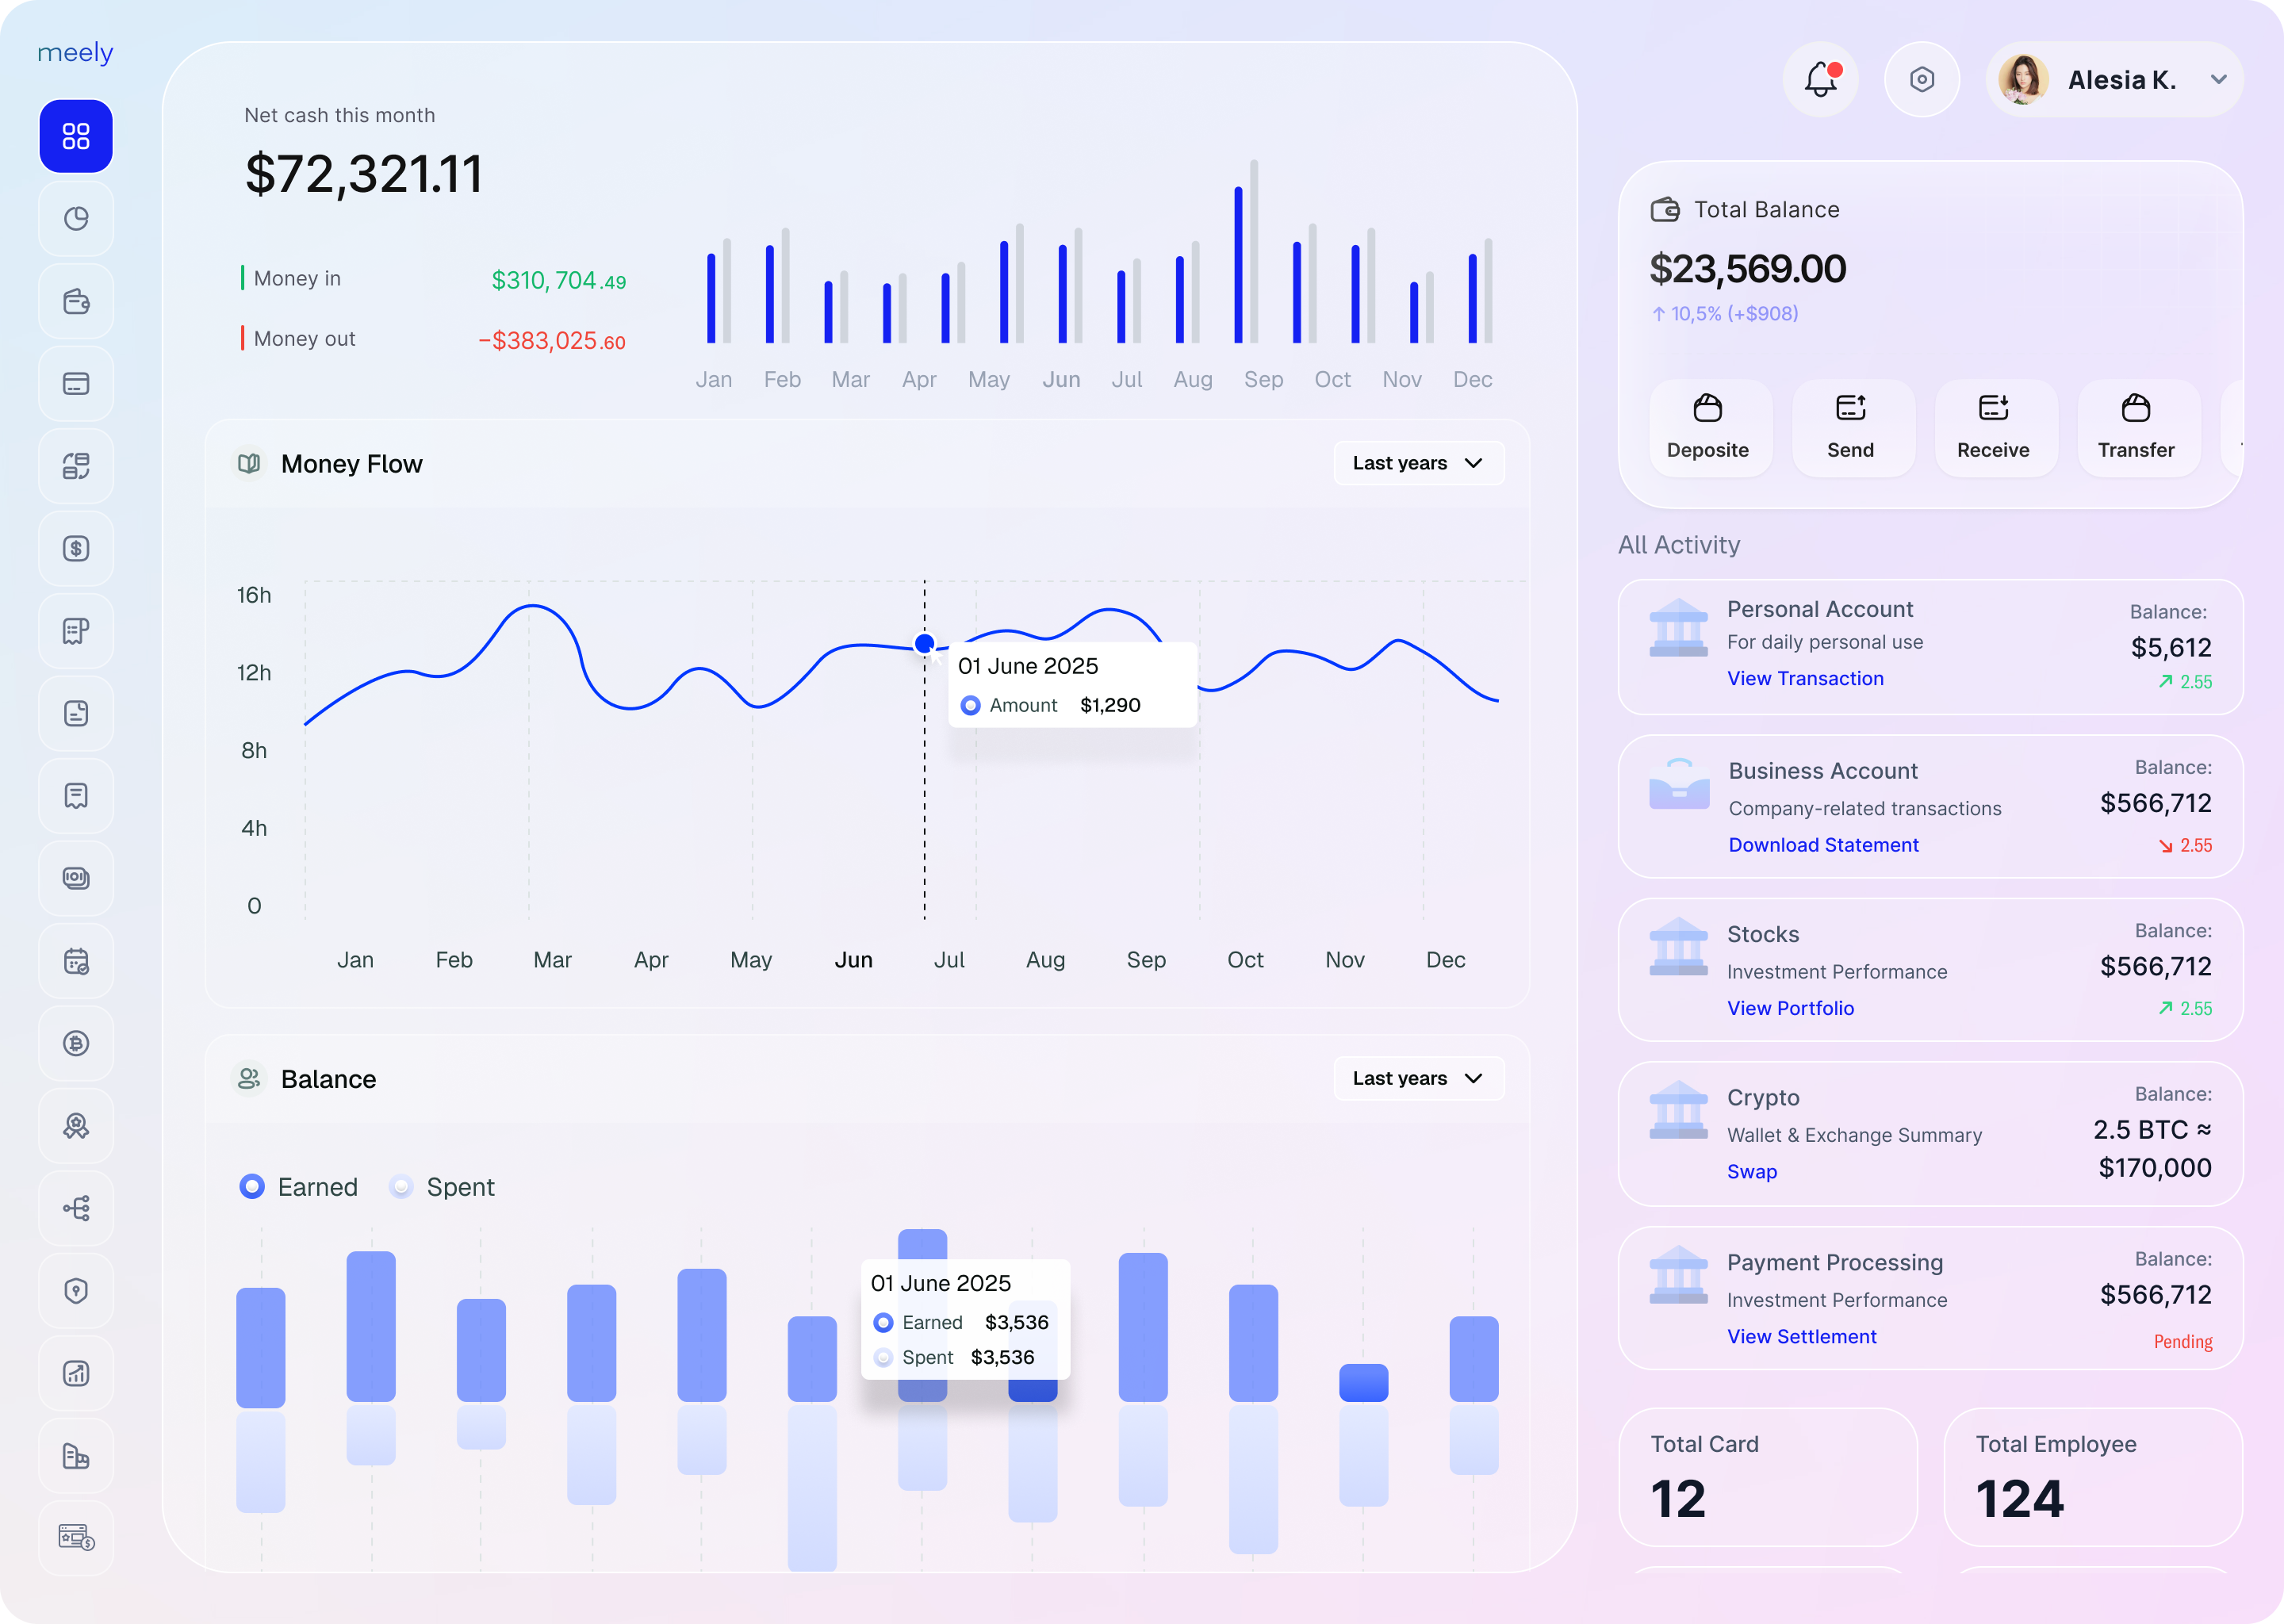 meely
Net cash this month
$72,321.11
Money in $310, 704.49
Money out −$383,025.60
Jan Feb Mar Apr May Jun Jul Aug Sep Oct Nov Dec
Money Flow
Last years
16h
12h
8h
4h
0
01 June 2025
Amount $1,290
Jan Feb Mar Apr May Jun Jul Aug Sep Oct Nov Dec
Balance
Last years
Earned Spent
01 June 2025
Earned $3,536
Spent $3,536
Alesia K.
Total Balance
$23,569.00
↑ 10,5% (+$908)
Deposite Send Receive Transfer
All Activity
Personal Account
For daily personal use
View Transaction
Balance:
$5,612
2.55
Business Account
Company-related transactions
Download Statement
Balance:
$566,712
2.55
Stocks
Investment Performance
View Portfolio
Balance:
$566,712
2.55
Crypto
Wallet & Exchange Summary
Swap
Balance:
2.5 BTC ≈
$170,000
Payment Processing
Investment Performance
View Settlement
Balance:
$566,712
Pending
Total Card
12
Total Employee
124